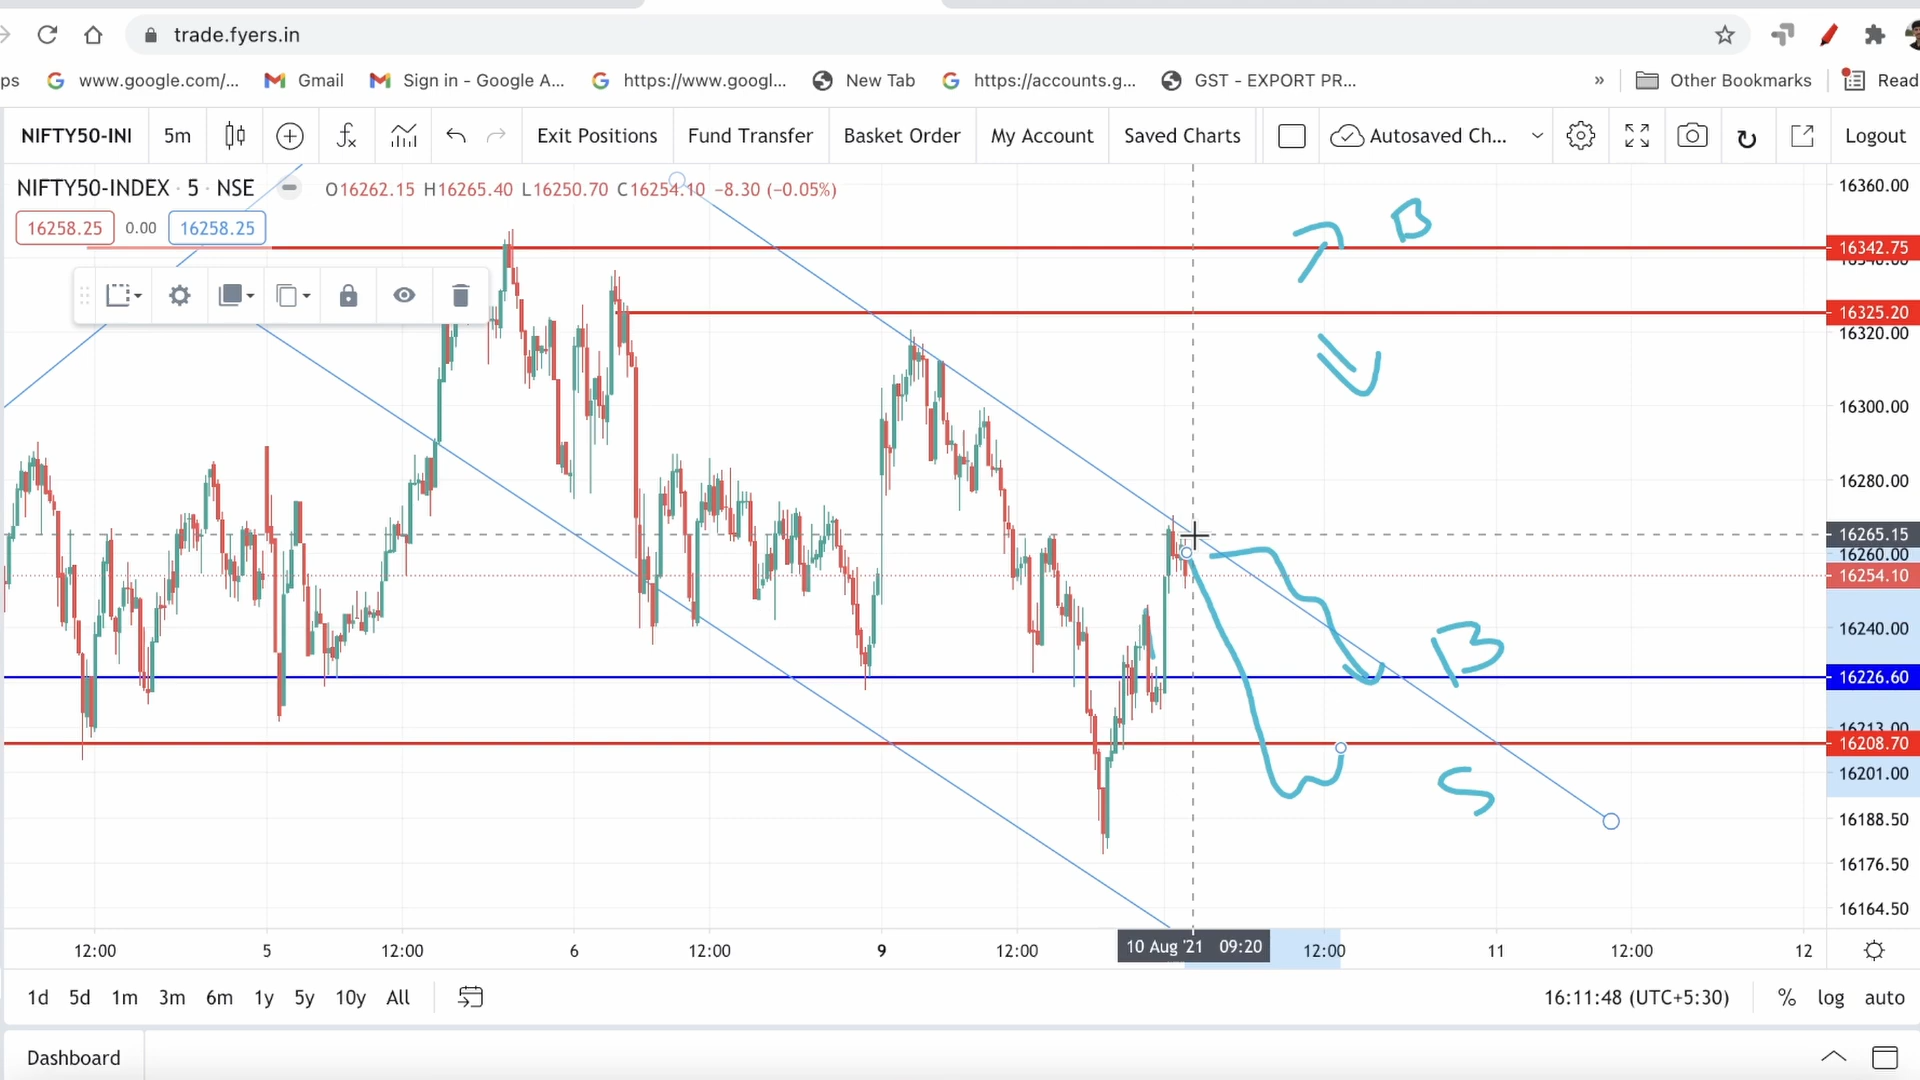 trade.fyers.in
ps www.google.com/... Gmail Sign in - Google A... https://www.googl... New Tab https://accounts.g... GST - EXPORT PR... » Other Bookmarks Read
NIFTY50-INI 5m Exit Positions Fund Transfer Basket Order My Account Saved Charts Autosaved Ch... Logout
NIFTY50-INDEX · 5 · NSE O16262.15 H16265.40 L16250.70 C16254.10 −8.30 (−0.05%)
16258.25 0.00 16258.25
16360.00
B
16342.75
16340.00
16325.20
16320.00
16300.00
16280.00
16265.15
16260.00
16254.10
16240.00
B
16226.60
16213.00
16208.70
16201.00
S
16188.50
16176.50
16164.50
12:00 5 12:00 6 12:00 9 12:00 10 Aug '21 09:20 12:00 11 12:00 12
1d 5d 1m 3m 6m 1y 5y 10y All 16:11:48 (UTC+5:30) % log auto
Dashboard